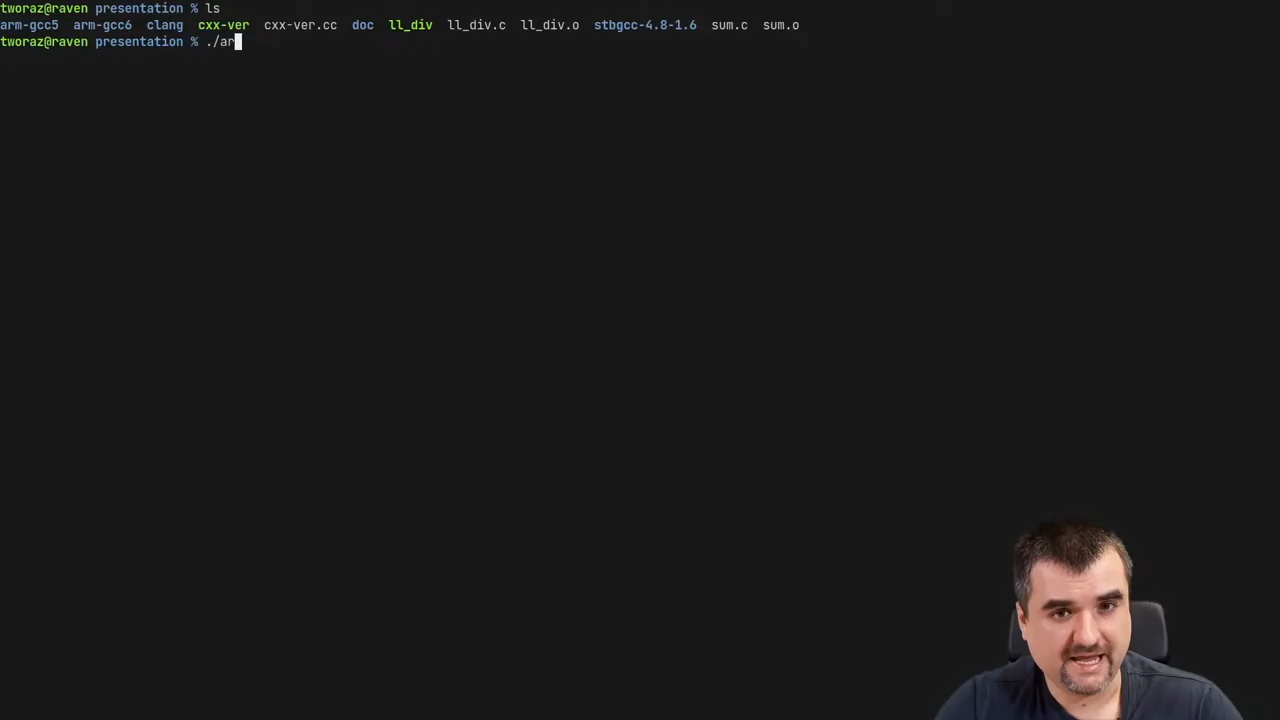 tworaz@raven presentation % ls
arm-gcc5 arm-gcc6 clang cxx-ver cxx-ver.cc doc ll_div ll_div.c ll_div.o stbgcc-4.8-1.6 sum.c sum.o
tworaz@raven presentation % ./ar